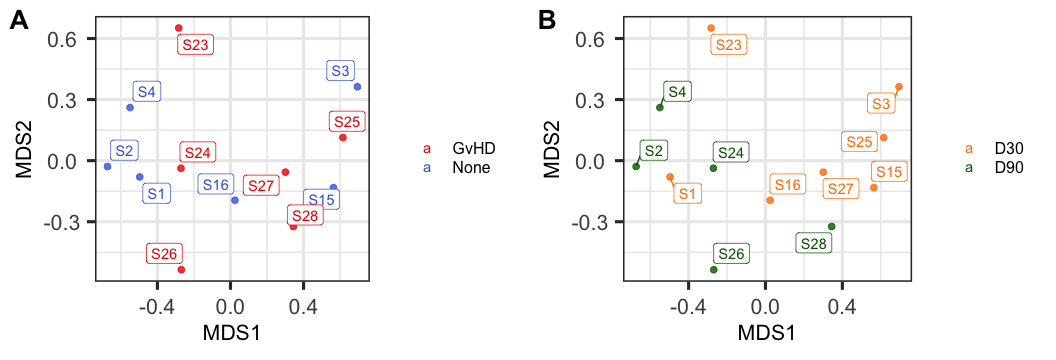 A
MDS2
0.6
0.3
0.0
-0.3
S23
S3
S4
S25
S2
S24
S16
S27
S1
S15
S28
S26
-0.4
0.0
0.4
MDS1
a GvHD
a None
B
MDS2
0.6
0.3
0.0
-0.3
S23
S4
S3
S25
S2
S24
S15
S16
S27
S1
S28
S26
-0.4
0.0
0.4
MDS1
a D30
a D90